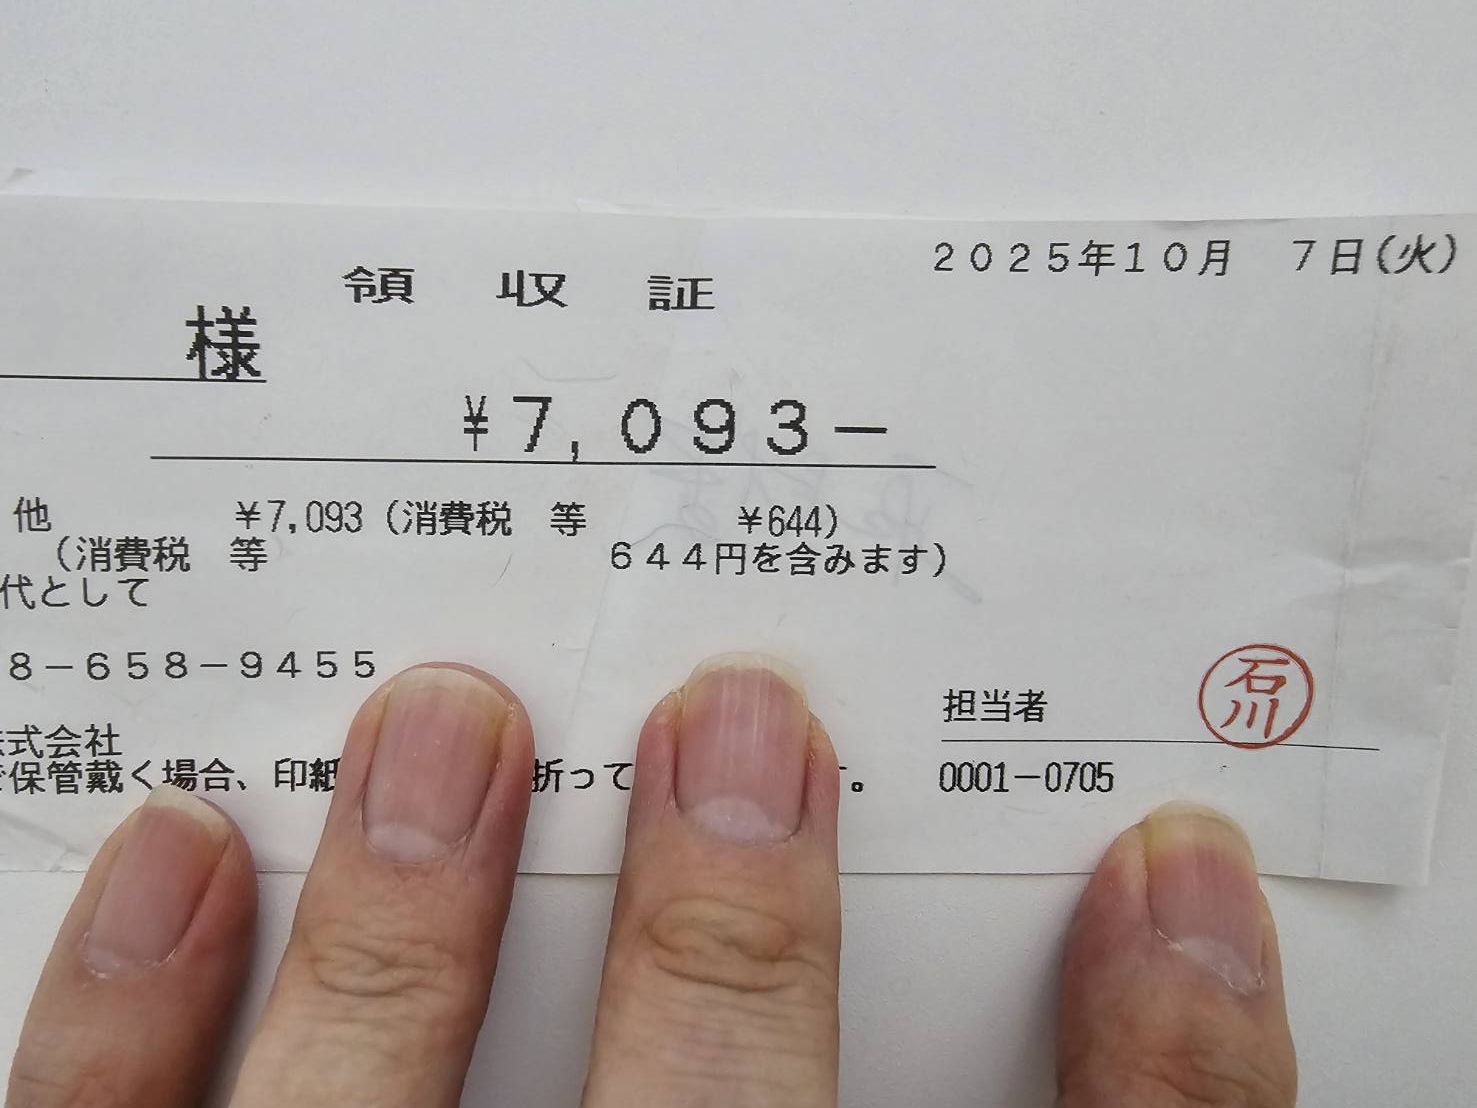 2025年10月 7日(火)
領収証
様
¥7,093-
他 ¥7,093(消費税 等 ¥644)
(消費税 等 644円を含みます)
代として
8-658-9455
担当者 石川
式会社
保管戴く場合、印紙 折って 。
0001-0705